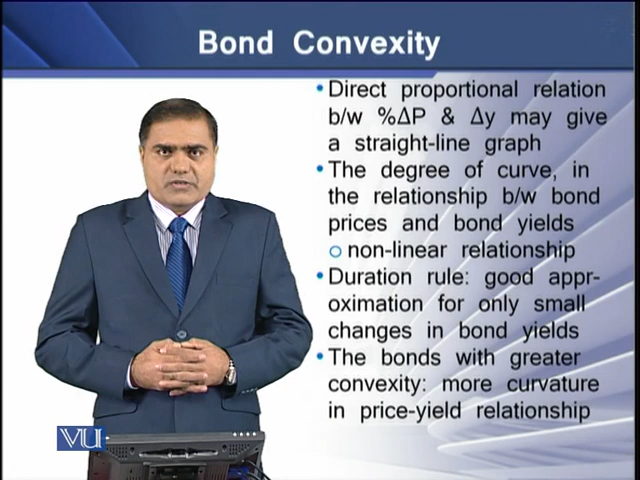 Bond Convexity
• Direct proportional relation
b/w %ΔP & Δy may give
a straight-line graph
• The degree of curve, in
the relationship b/w bond
prices and bond yields
o non-linear relationship
• Duration rule: good appr-
oximation for only small
changes in bond yields
• The bonds with greater
convexity: more curvature
in price-yield relationship
VU